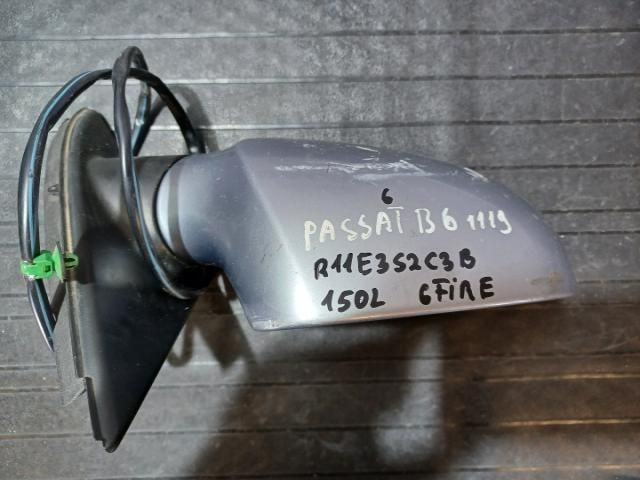 6
PASSAT B6 1119
R11E3S2C3B
150L 6FIRE